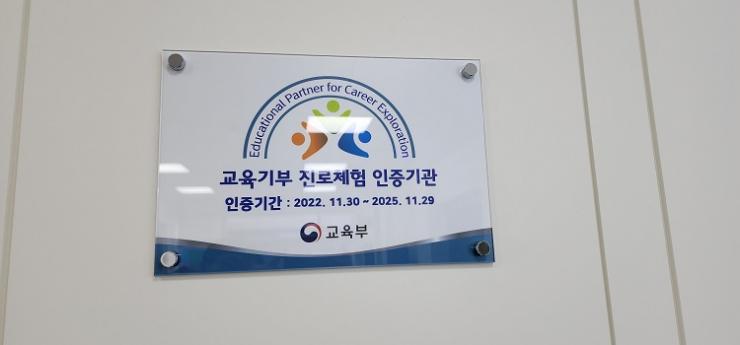 Educational Partner for Career Exploration
교육기부 진로체험 인증기관
인증기간 : 2022. 11.30 ~ 2025. 11.29
교육부